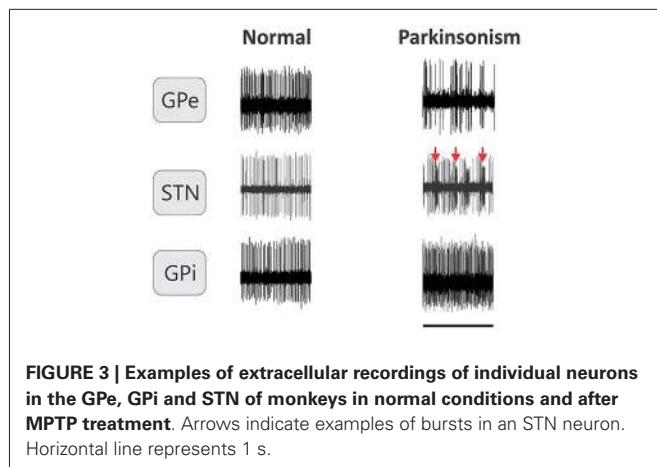 Normal Parkinsonism
GPe
STN
GPi
FIGURE 3 | Examples of extracellular recordings of individual neurons
in the GPe, GPi and STN of monkeys in normal conditions and after
MPTP treatment. Arrows indicate examples of bursts in an STN neuron.
Horizontal line represents 1 s.